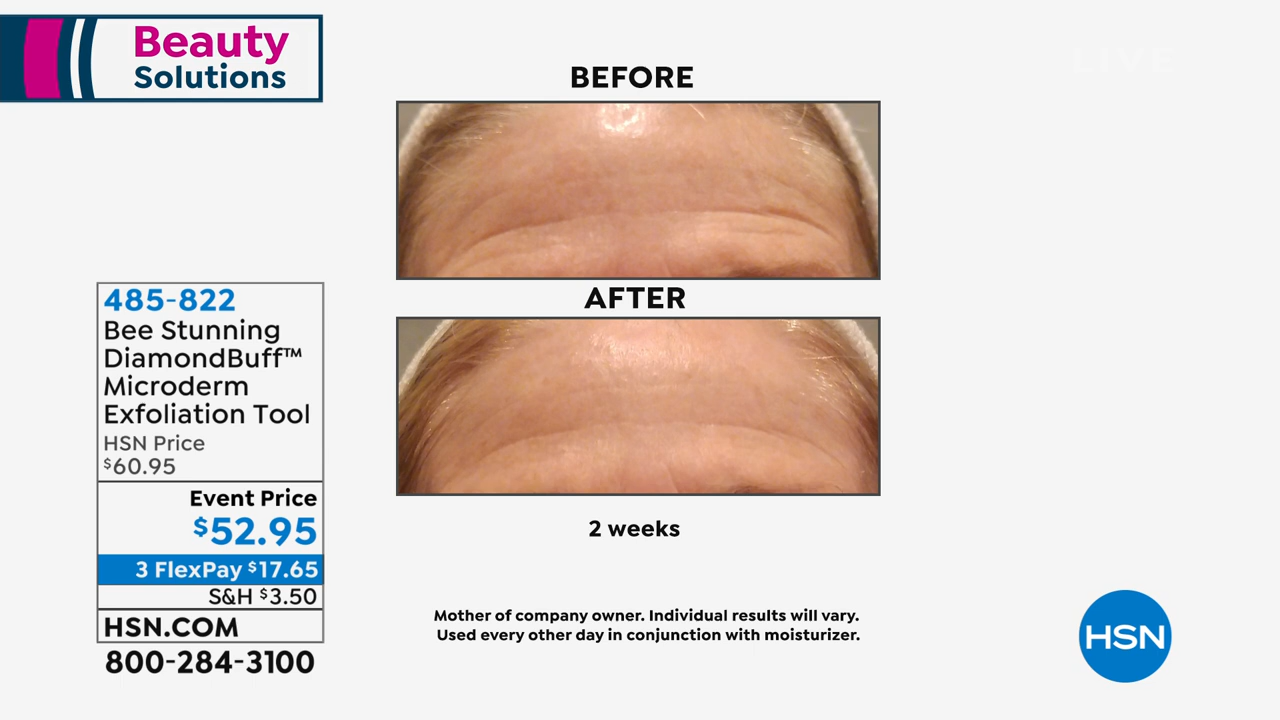 Beauty
Solutions
LIVE
BEFORE
AFTER
485-822
Bee Stunning
DiamondBuff™
Microderm
Exfoliation Tool
HSN Price
$60.95
Event Price
$52.95
3 FlexPay $17.65
S&H $3.50
HSN.COM
800-284-3100
2 weeks
Mother of company owner. Individual results will vary.
Used every other day in conjunction with moisturizer.
HSN